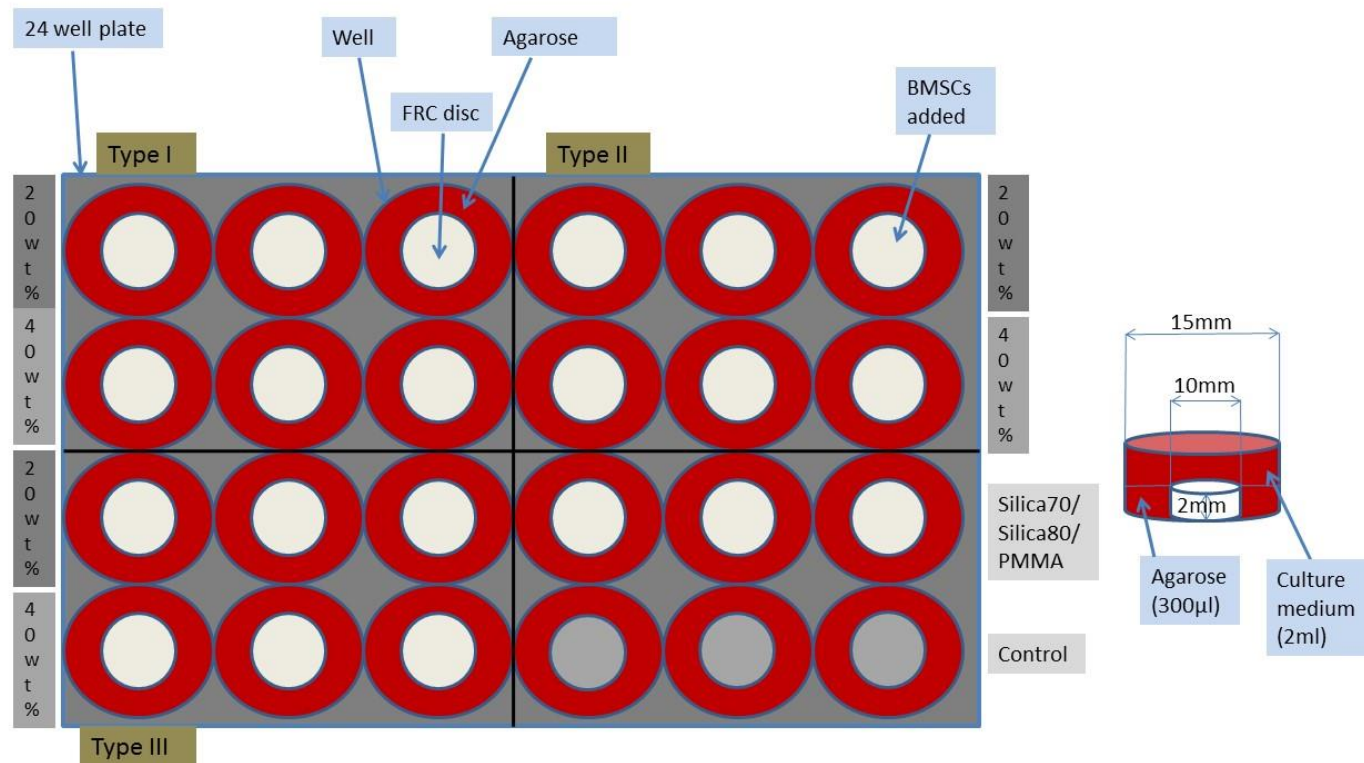 24 well plate
Well
Agarose
FRC disc
BMSCs
added
Type I
Type II
2
0
w
t
%
4
0
w
t
%
2
0
w
t
%
4
0
w
t
%
2
0
w
t
%
4
0
w
t
%
Silica70/
Silica80/
PMMA
Control
Type III
15mm
10mm
2mm
Agarose
(300µl)
Culture
medium
(2ml)